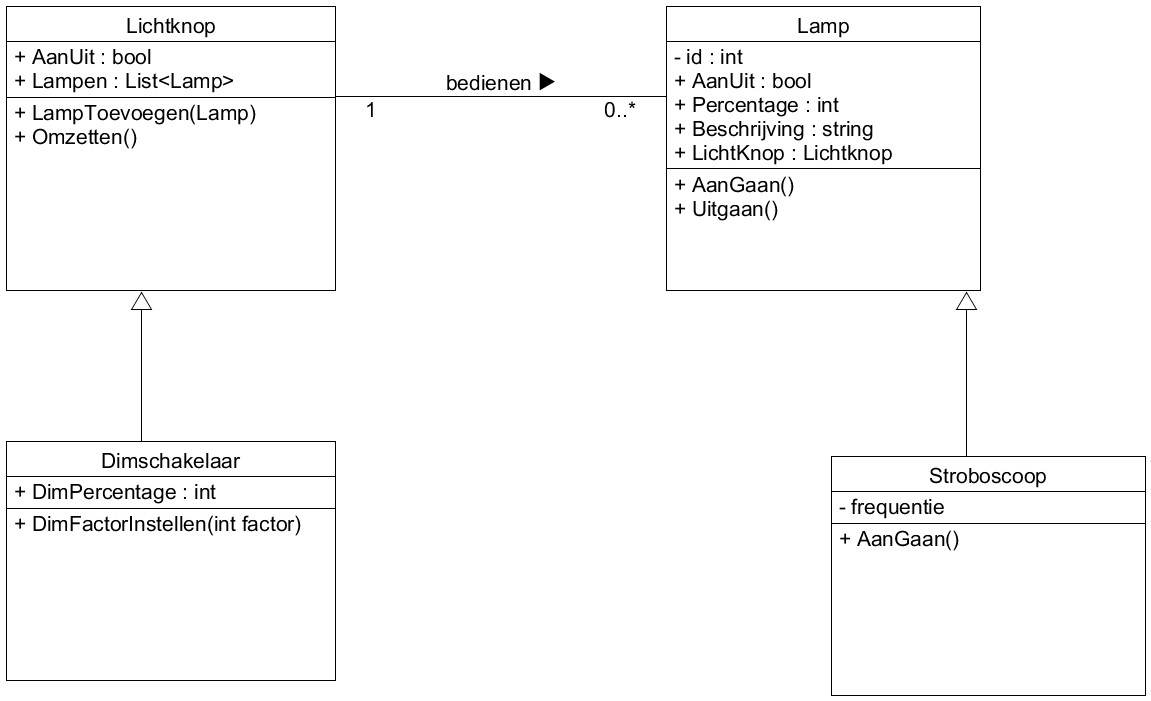 Lichtknop
+ AanUit : bool
+ Lampen : List<Lamp>
+ LampToevoegen(Lamp)
+ Omzetten()
bedienen ▶
1
0..*
Lamp
- id : int
+ AanUit : bool
+ Percentage : int
+ Beschrijving : string
+ LichtKnop : Lichtknop
+ AanGaan()
+ Uitgaan()
Dimschakelaar
+ DimPercentage : int
+ DimFactorInstellen(int factor)
Stroboscoop
- frequentie
+ AanGaan()